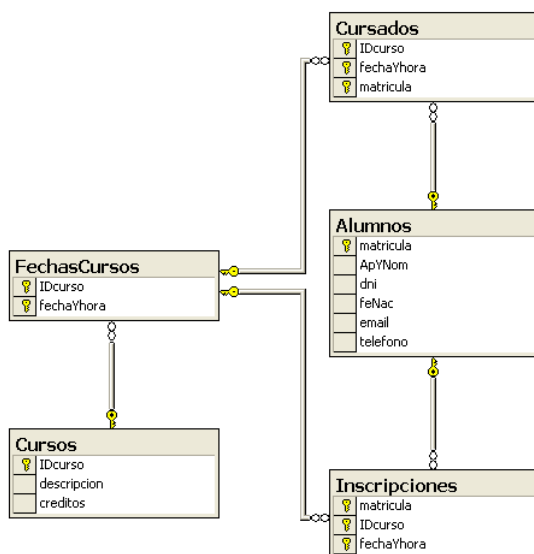 Cursados
IDcurso
fechaYhora
matricula
Alumnos
matricula
ApYNom
dni
feNac
email
telefono
FechasCursos
IDcurso
fechaYhora
Cursos
IDcurso
descripcion
creditos
Inscripciones
matricula
IDcurso
fechaYhora